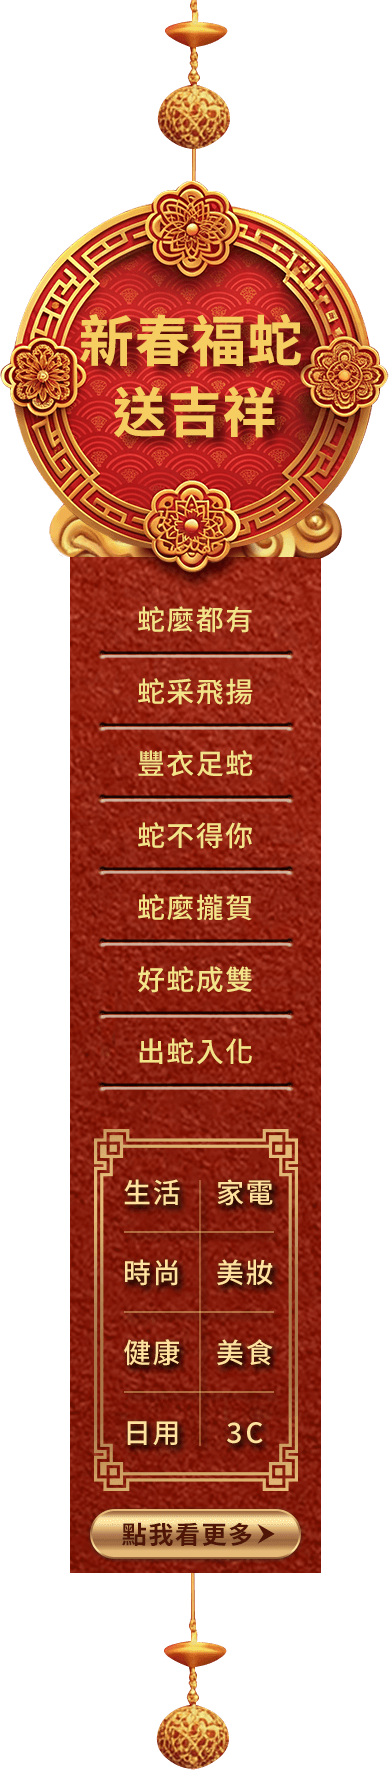 新春福蛇
送吉祥
蛇麼都有
蛇采飛揚
豐衣足蛇
蛇不得你
蛇麼攏賀
好蛇成雙
出蛇入化
生活 家電
時尚 美妝
健康 美食
日用 3C
點我看更多➤